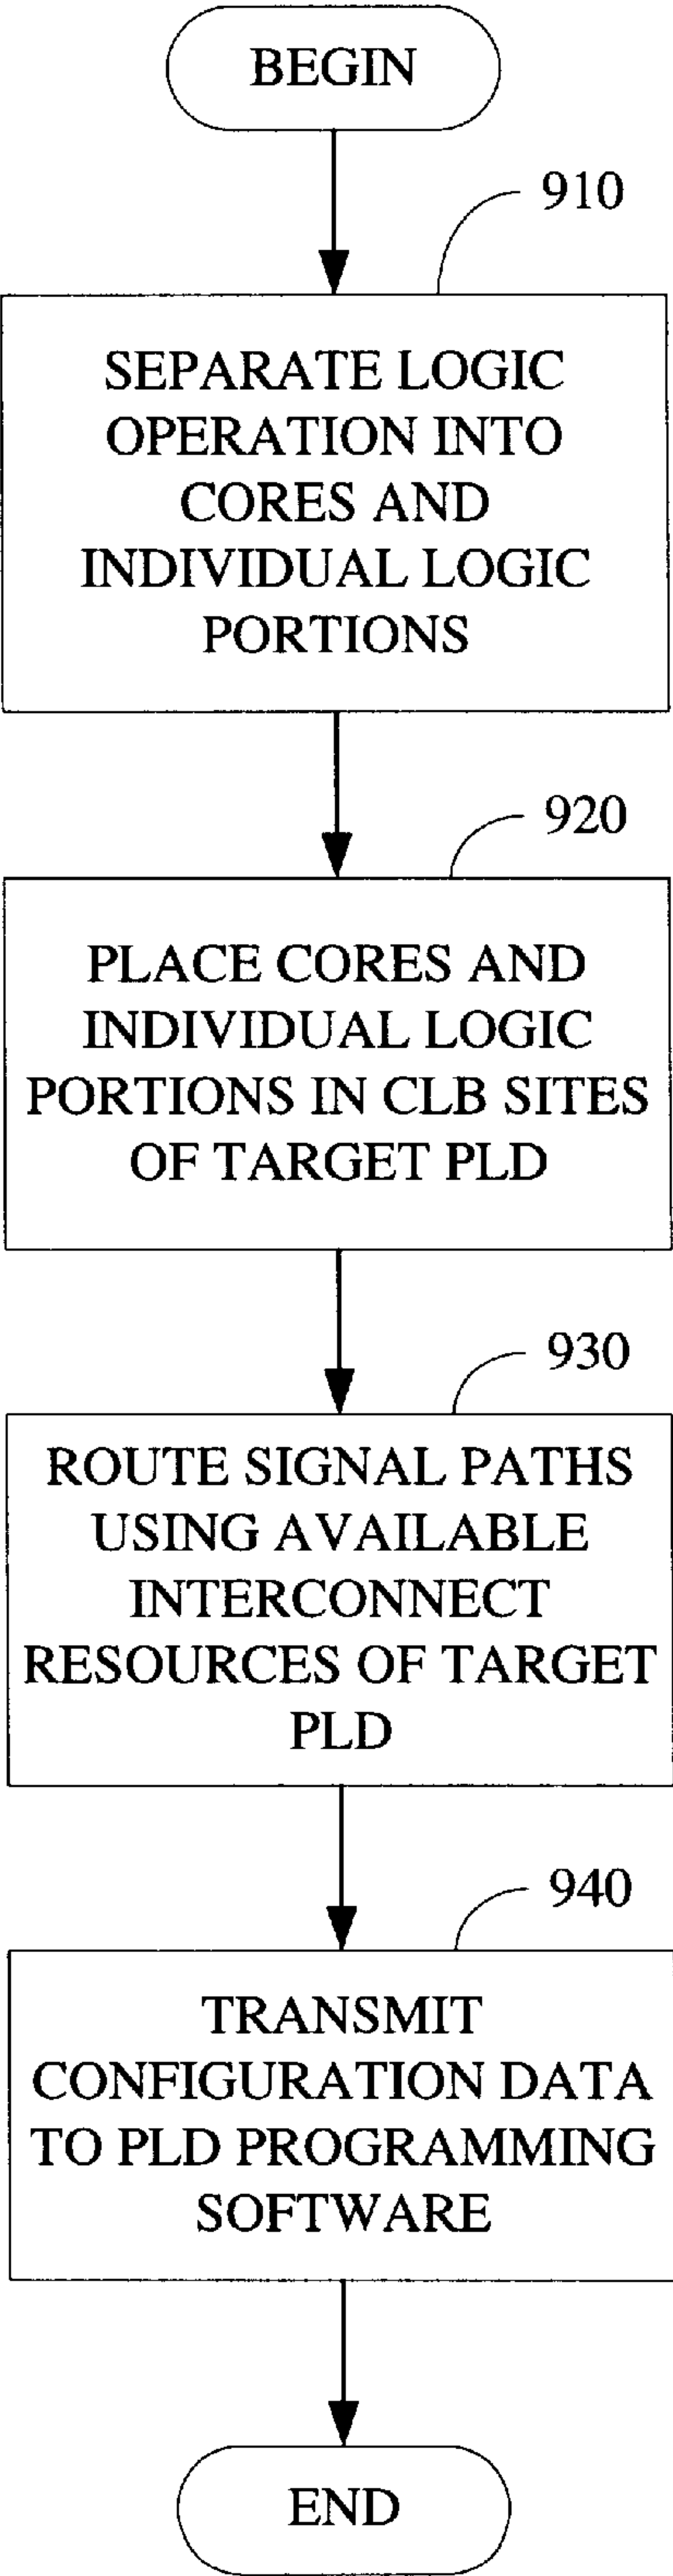 BEGIN
910
SEPARATE LOGIC
OPERATION INTO
CORES AND
INDIVIDUAL LOGIC
PORTIONS
920
PLACE CORES AND
INDIVIDUAL LOGIC
PORTIONS IN CLB SITES
OF TARGET PLD
930
ROUTE SIGNAL PATHS
USING AVAILABLE
INTERCONNECT
RESOURCES OF TARGET
PLD
940
TRANSMIT
CONFIGURATION DATA
TO PLD PROGRAMMING
SOFTWARE
END